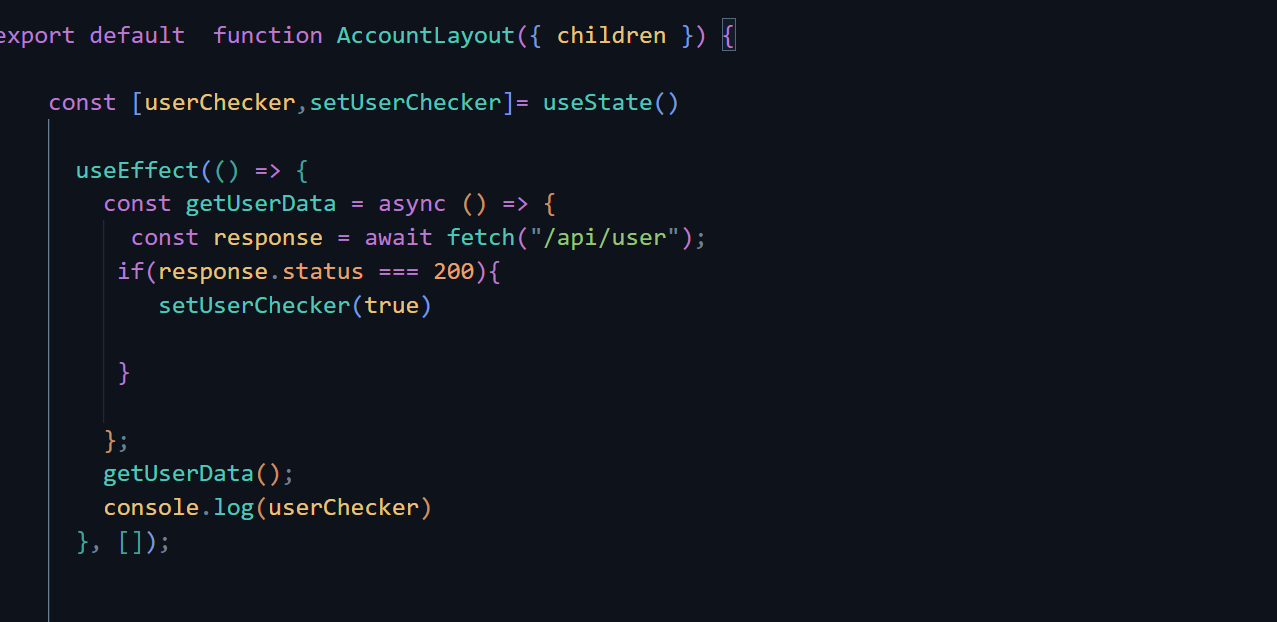 export default  function AccountLayout({ children }) {
const [userChecker,setUserChecker]= useState()
useEffect(() => {
const getUserData = async () => {
const response = await fetch("/api/user");
if(response.status === 200){
setUserChecker(true)
}
};
getUserData();
console.log(userChecker)
}, []);